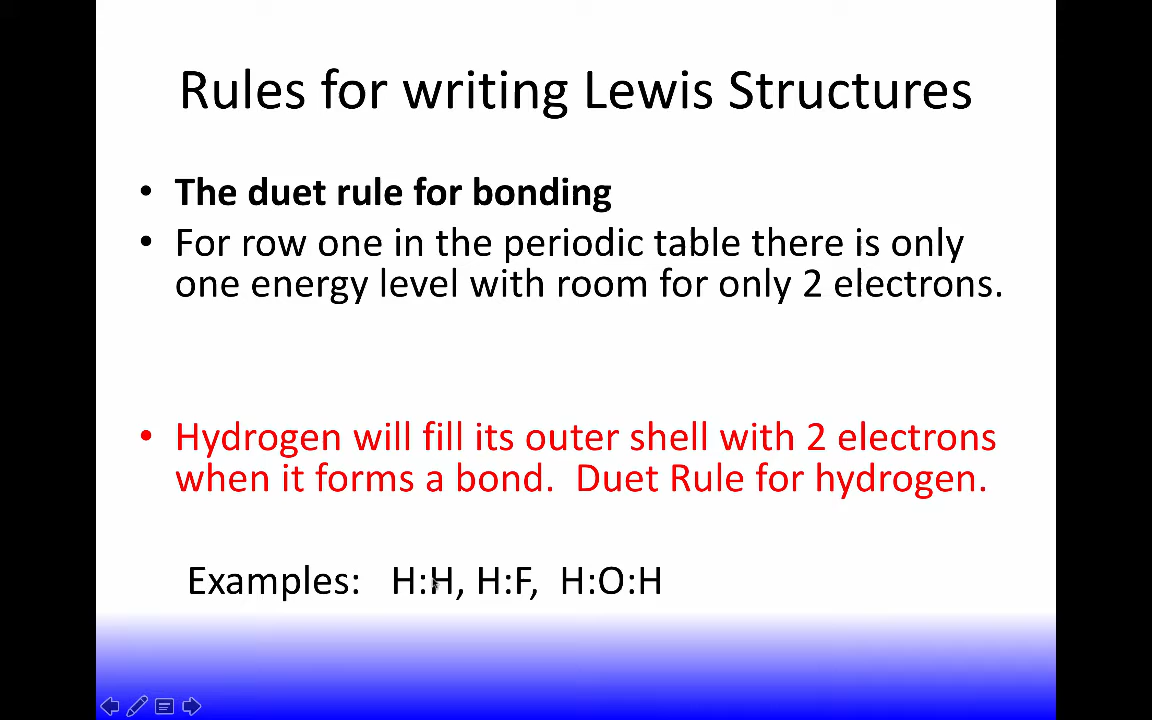 Rules for writing Lewis Structures
• The duet rule for bonding
• For row one in the periodic table there is only
one energy level with room for only 2 electrons.
• Hydrogen will fill its outer shell with 2 electrons
when it forms a bond.  Duet Rule for hydrogen.
Examples:   H:H, H:F,  H:O:H